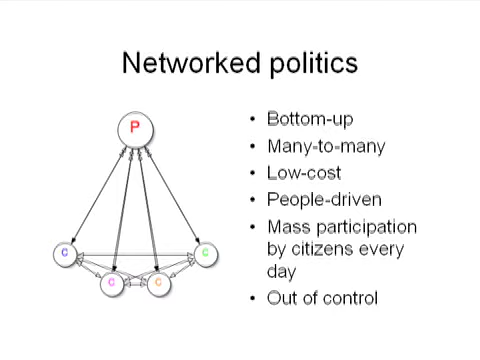 Networked politics
P
C
C
C
C
• Bottom-up
• Many-to-many
• Low-cost
• People-driven
• Mass participation
by citizens every
day
• Out of control